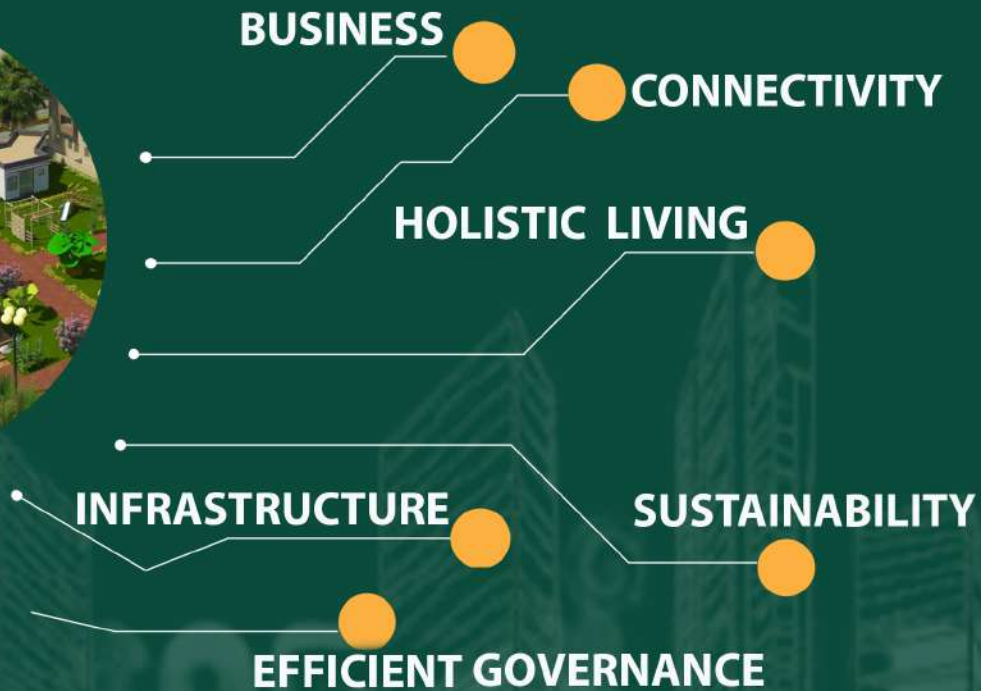 BUSINESS
CONNECTIVITY
HOLISTIC LIVING
INFRASTRUCTURE
SUSTAINABILITY
EFFICIENT GOVERNANCE